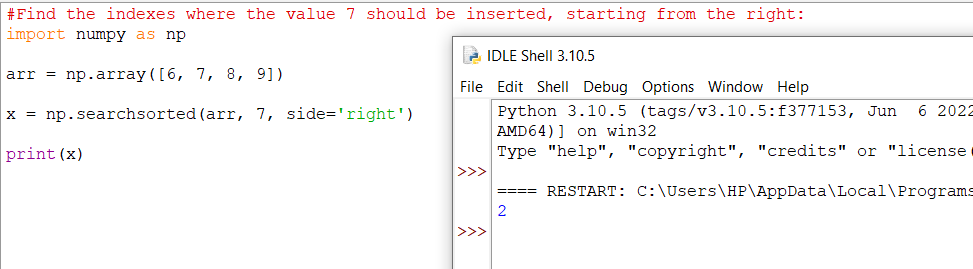 #Find the indexes where the value 7 should be inserted, starting from the right:
import numpy as np
arr = np.array([6, 7, 8, 9])
x = np.searchsorted(arr, 7, side='right')
print(x)
IDLE Shell 3.10.5
File Edit Shell Debug Options Window Help
Python 3.10.5 (tags/v3.10.5:f377153, Jun  6 2022
AMD64)] on win32
Type "help", "copyright", "credits" or "license(
>>>
==== RESTART: C:\Users\HP\AppData\Local\Programs
2
>>>